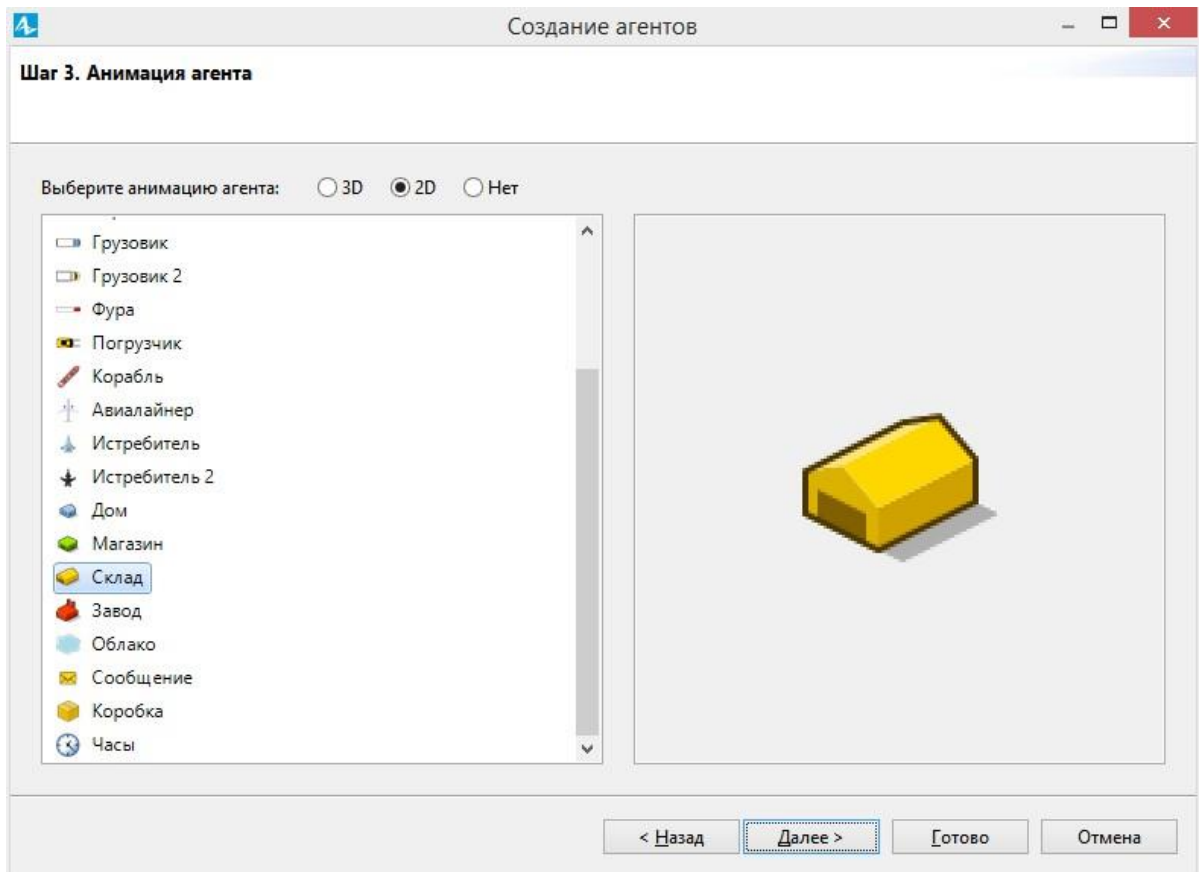 Создание агентов
Шаг 3. Анимация агента
Выберите анимацию агента: 3D 2D Нет
Грузовик
Грузовик 2
Фура
Погрузчик
Корабль
Авиалайнер
Истребитель
Истребитель 2
Дом
Магазин
Склад
Завод
Облако
Сообщение
Коробка
Часы
< Назад Далее > Готово Отмена